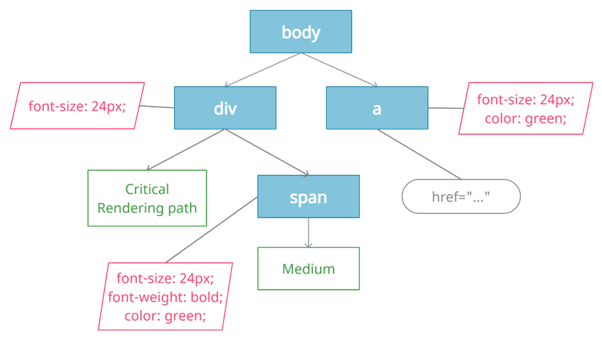 body
font-size: 24px;
div
a
font-size: 24px;
color: green;
Critical
Rendering path
span
href="..."
Medium
font-size: 24px;
font-weight: bold;
color: green;